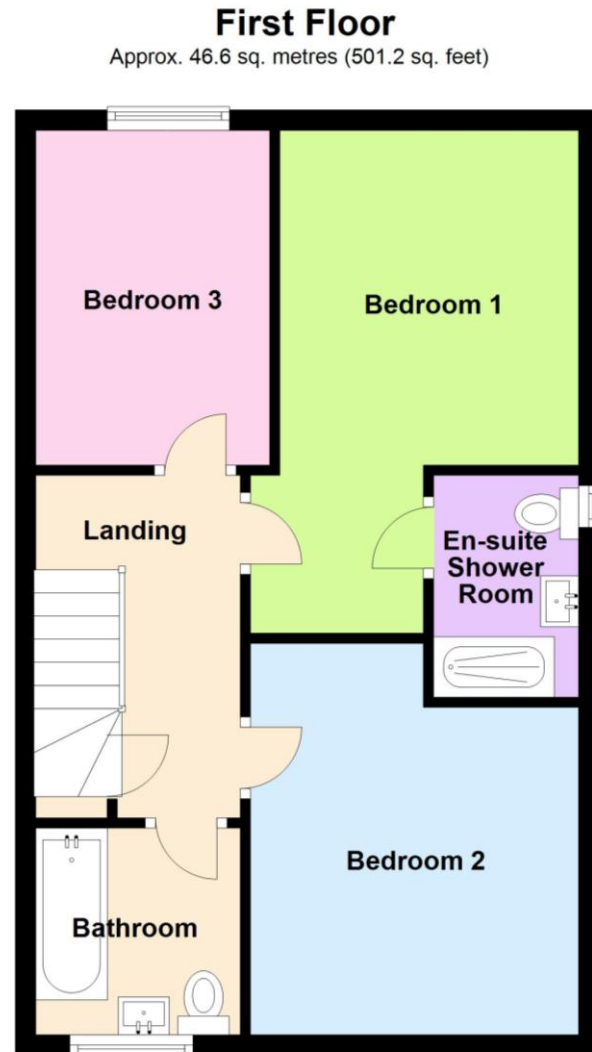 First Floor
Approx. 46.6 sq. metres (501.2 sq. feet)
Bedroom 3
Bedroom 1
Landing
En-suite
Shower
Room
Bedroom 2
Bathroom